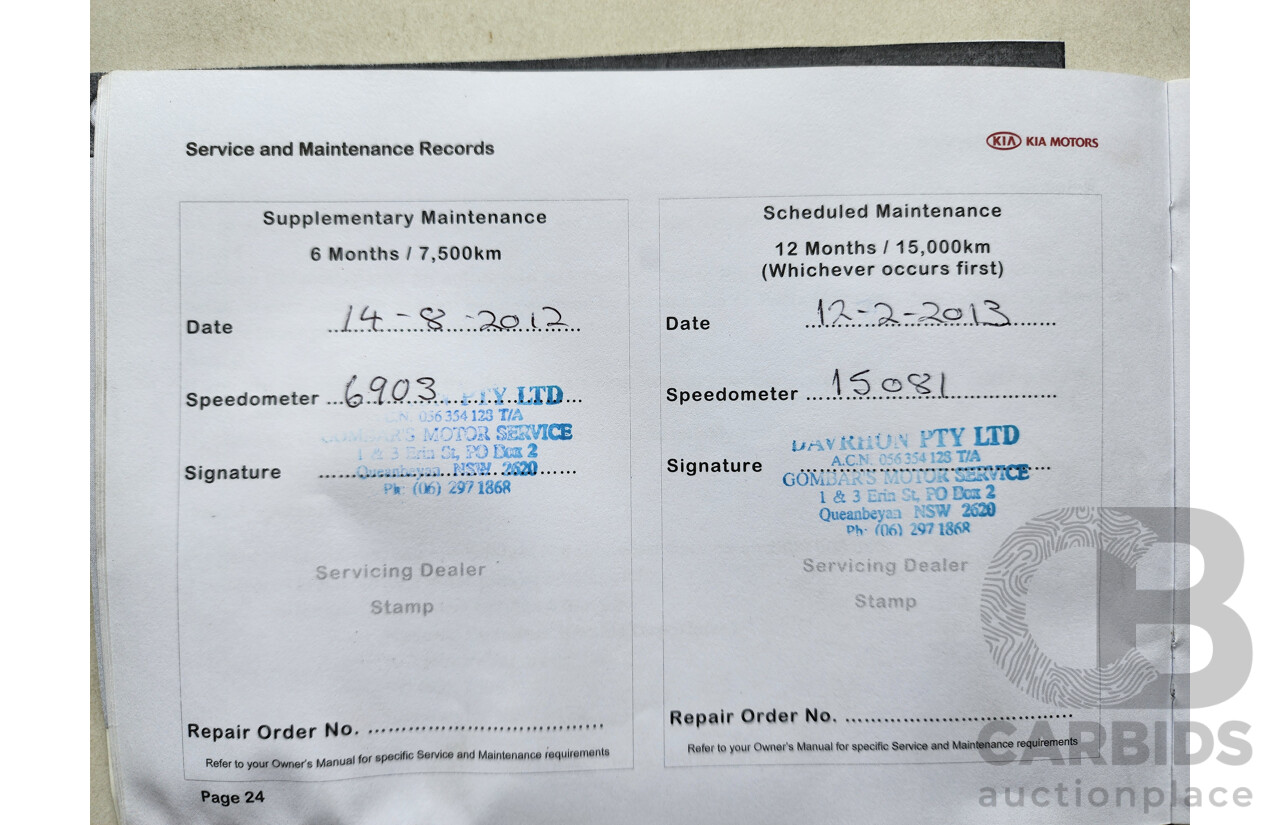 Service and Maintenance Records
KIA KIA MOTORS
Supplementary Maintenance
6 Months / 7,500km
Date 14-8-2012
Speedometer 6903
PTY LTD
056 354 128 T/A
GOMBAR'S MOTOR SERVICE
1 & 3 Erin St, PO Box 2
Signature
Queanbeyan NSW 2620
Ph: (06) 297 1868
Servicing Dealer
Stamp
Repair Order No.
Refer to your Owner's Manual for specific Service and Maintenance requirements
Page 24
Scheduled Maintenance
12 Months / 15,000km
(Whichever occurs first)
Date 12-2-2013
Speedometer 15081
PTY LTD
A.C.N. 056 354 128 T/A
Signature
GOMBAR'S MOTOR SERVICE
1 & 3 Erin St, PO Box 2
Queanbeyan NSW 2620
Ph: (06) 297 1868
Servicing Dealer
Stamp
Repair Order No.
Refer to your Owner's Manual for specific Service and Maintenance requirements
CB
CARBIDS
auctionplace